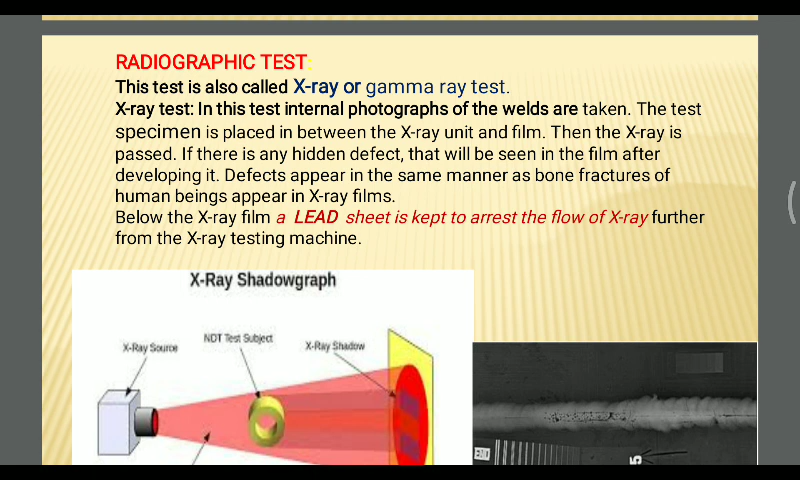 RADIOGRAPHIC TEST:
This test is also called X-ray or gamma ray test.
X-ray test: In this test internal photographs of the welds are taken. The test
specimen is placed in between the X-ray unit and film. Then the X-ray is
passed. If there is any hidden defect, that will be seen in the film after
developing it. Defects appear in the same manner as bone fractures of
human beings appear in X-ray films.
Below the X-ray film a LEAD sheet is kept to arrest the flow of X-ray further
from the X-ray testing machine.
X-Ray Shadowgraph
X-Ray Source
NDT Test Subject
X-Ray Shadow
5